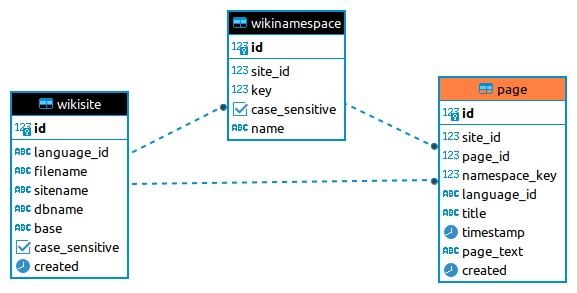 wikinamespace
id
site_id
key
case_sensitive
name
wikisite
id
language_id
filename
sitename
dbname
base
case_sensitive
created
page
id
site_id
page_id
namespace_key
language_id
title
timestamp
page_text
created